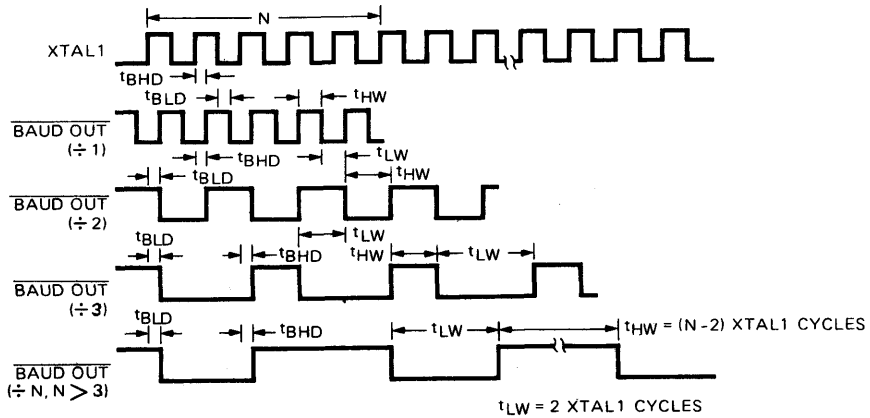 N
XTAL1
tBHD
tBLD
tHW
BAUD OUT
(÷1)
tBHD
tLW
tBLD
tHW
BAUD OUT
(÷2)
tLW
tBLD
tBHD
tHW
tLW
BAUD OUT
(÷3)
tBLD
tBHD
tLW
tHW = (N-2) XTAL1 CYCLES
BAUD OUT
(÷N, N>3)
tLW = 2 XTAL1 CYCLES